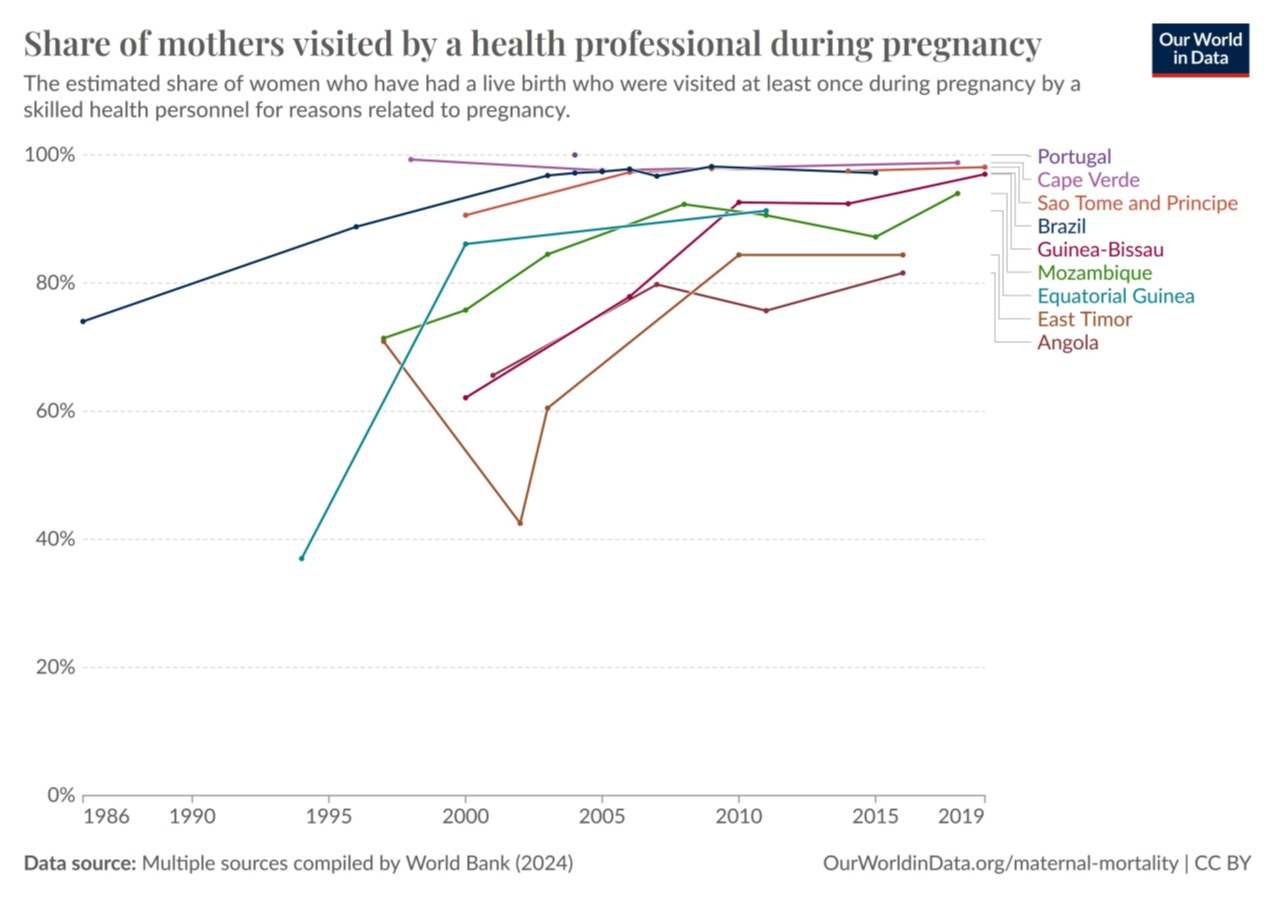 Share of mothers visited by a health professional during pregnancy
Our World
in Data
The estimated share of women who have had a live birth who were visited at least once during pregnancy by a
skilled health personnel for reasons related to pregnancy.
100%
80%
60%
40%
20%
0%
Portugal
Cape Verde
Sao Tome and Principe
Brazil
Guinea-Bissau
Mozambique
Equatorial Guinea
East Timor
Angola
1986 1990 1995 2000 2005 2010 2015 2019
Data source: Multiple sources compiled by World Bank (2024)
OurWorldinData.org/maternal-mortality | CC BY